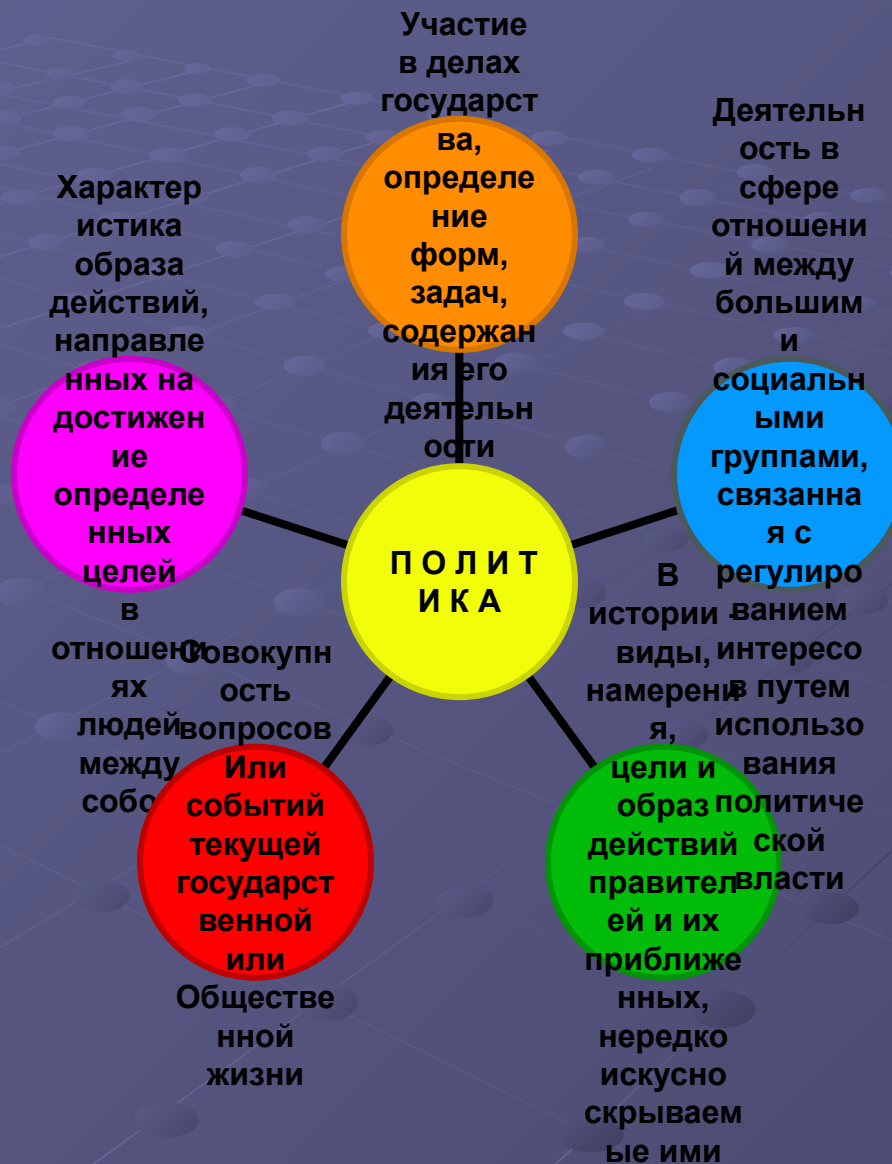 Участие
в делах
государст
ва,
определе
ние
форм,
задач,
содержан
ия его
деятельн
ости
Деятельн
ость в
сфере
отношени
й между
большим
и
социальн
ыми
группами,
связанна
я с
регулиро
ванием
интересо
в путем
использо
вания
политиче
ской
власти
В
истории -
виды,
намерени
я,
цели и
образ
действий
правител
ей и их
приближе
нных,
нередко
искусно
скрываем
ые ими
Совокупн
ость
вопросов
Или
событий
текущей
государст
венной
или
Обществе
нной
жизни
Характер
истика
образа
действий,
направле
нных на
достижен
ие
определе
нных
целей
в
отношени
ях
людей
между
собо
П О Л И Т
И К А